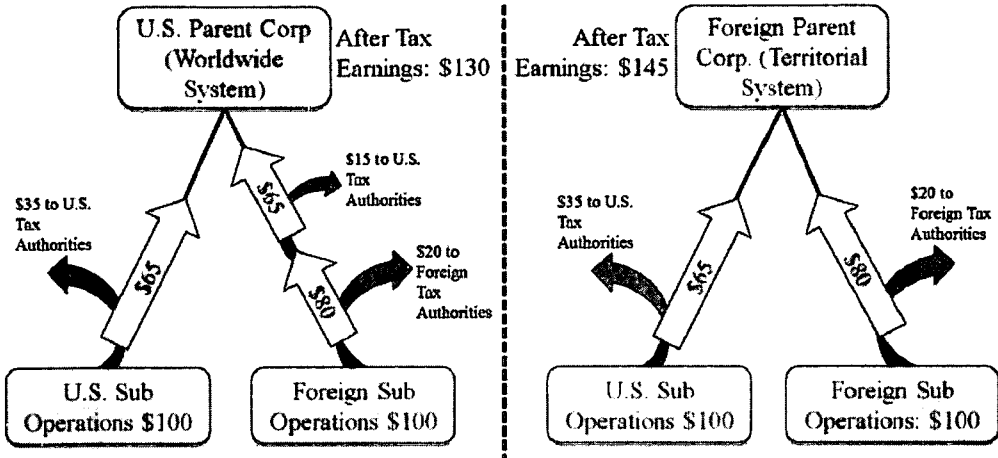 U.S. Parent Corp
(Worldwide
System)
After Tax
Earnings: $130
$15 to U.S.
Tax
Authorities
$35 to U.S.
Tax
Authorities
$65
$65
$20 to
Foreign
Tax
Authorities
$80
U.S. Sub
Operations $100
Foreign Sub
Operations $100
After Tax
Earnings: $145
Foreign Parent
Corp. (Territorial
System)
$35 to U.S.
Tax
Authorities
$65
$20 to
Foreign Tax
Authorities
$80
U.S. Sub
Operations $100
Foreign Sub
Operations: $100